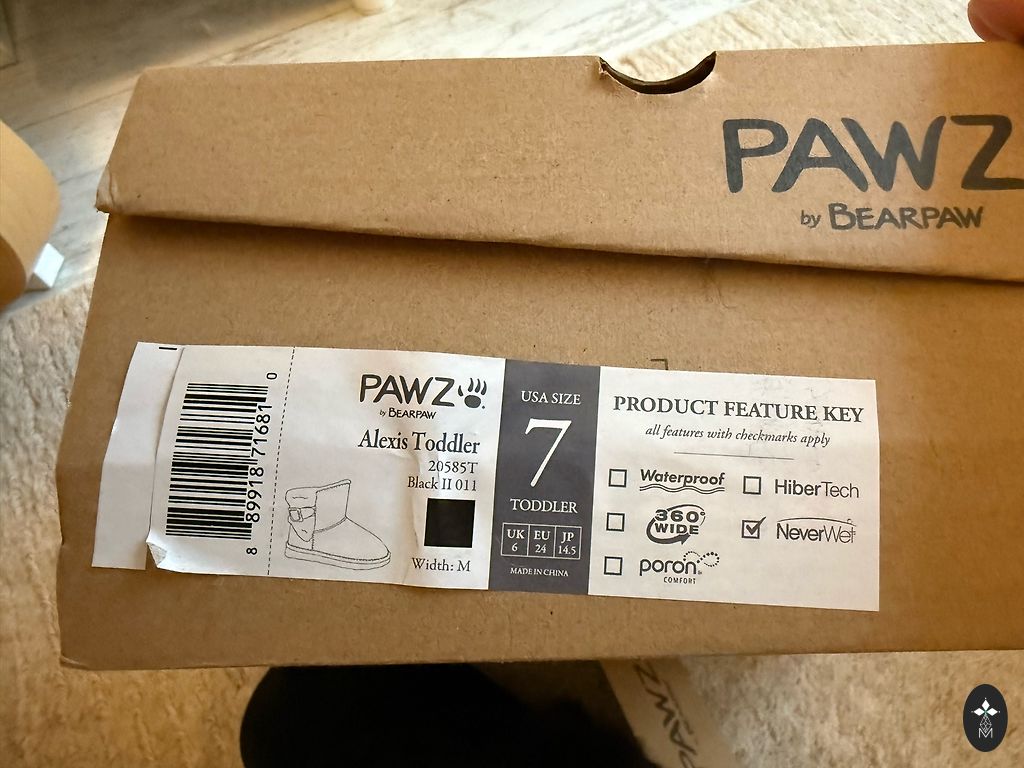 PAWZ
by BEARPAW
8 89918 71681 0
PAWZ
by BEARPAW
Alexis Toddler
20585T
Black II 011
Width: M
USA SIZE
7
TODDLER
UK EU JP
6 24 14.5
MADE IN CHINA
PRODUCT FEATURE KEY
all features with checkmarks apply
Waterproof
HiberTech
360°
WIDE
NeverWet
poron
COMFORT
PAWZ
M